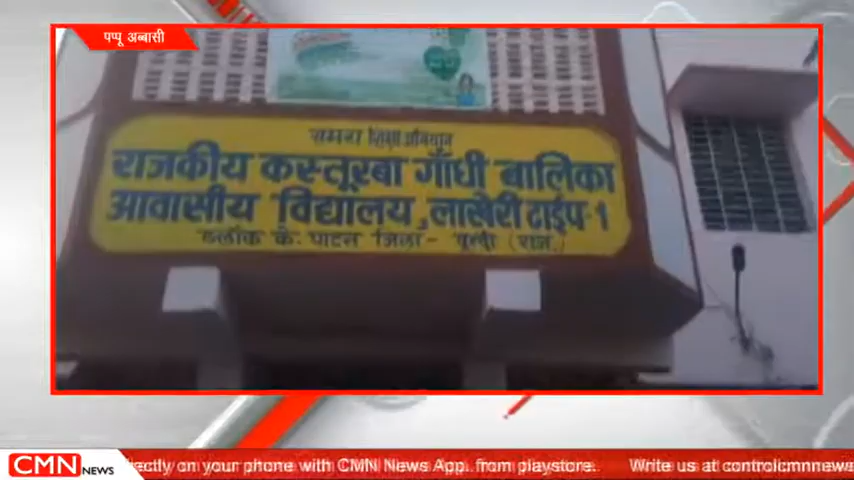 पप्पू अब्बासी
समग्र शिक्षा अभियान
राजकीय कस्तूरबा गाँधी बालिका
आवासीय विद्यालय, लाखेरी टाईप-1
ब्लॉक के. पाटन जिला - बून्दी (राज.)
CMN NEWS
ectly on your phone with CMN News App. from playstore.. Write us at controlcmnnews